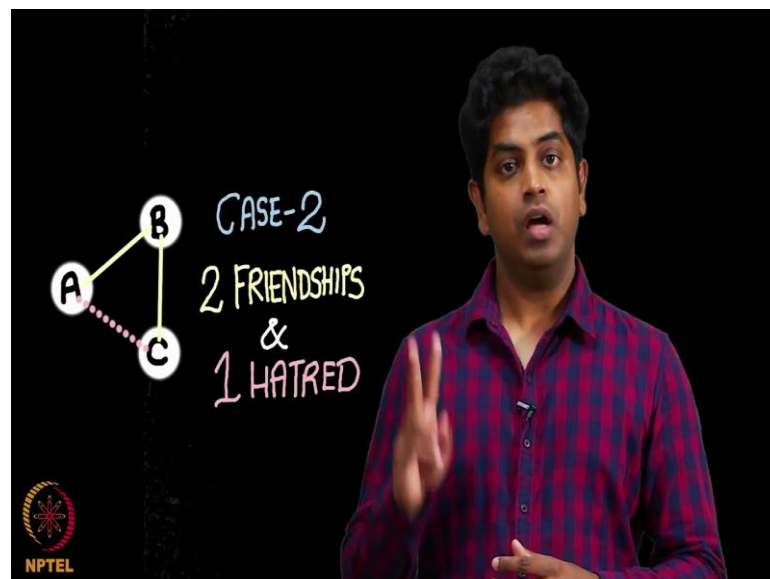 B
A
C
CASE-2
2 FRIENDSHIPS
&
1 HATRED
NPTEL